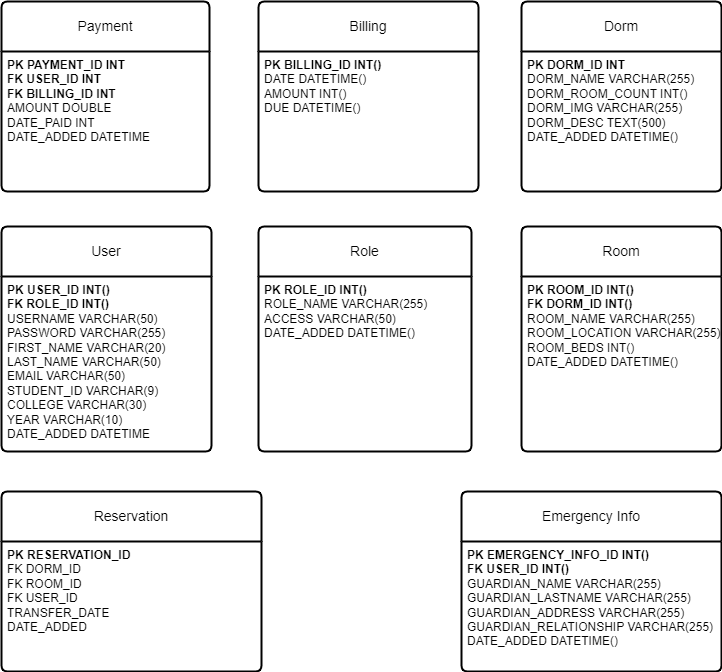 Payment
PK PAYMENT_ID INT
FK USER_ID INT
FK BILLING_ID INT
AMOUNT DOUBLE
DATE_PAID INT
DATE_ADDED DATETIME
Billing
PK BILLING_ID INT()
DATE DATETIME()
AMOUNT INT()
DUE DATETIME()
Dorm
PK DORM_ID INT
DORM_NAME VARCHAR(255)
DORM_ROOM_COUNT INT()
DORM_IMG VARCHAR(255)
DORM_DESC TEXT(500)
DATE_ADDED DATETIME()
User
PK USER_ID INT()
FK ROLE_ID INT()
USERNAME VARCHAR(50)
PASSWORD VARCHAR(255)
FIRST_NAME VARCHAR(20)
LAST_NAME VARCHAR(50)
EMAIL VARCHAR(50)
STUDENT_ID VARCHAR(9)
COLLEGE VARCHAR(30)
YEAR VARCHAR(10)
DATE_ADDED DATETIME
Role
PK ROLE_ID INT()
ROLE_NAME VARCHAR(255)
ACCESS VARCHAR(50)
DATE_ADDED DATETIME()
Room
PK ROOM_ID INT()
FK DORM_ID INT()
ROOM_NAME VARCHAR(255)
ROOM_LOCATION VARCHAR(255)
ROOM_BEDS INT()
DATE_ADDED DATETIME()
Reservation
PK RESERVATION_ID
FK DORM_ID
FK ROOM_ID
FK USER_ID
TRANSFER_DATE
DATE_ADDED
Emergency Info
PK EMERGENCY_INFO_ID INT()
FK USER_ID INT()
GUARDIAN_NAME VARCHAR(255)
GUARDIAN_LASTNAME VARCHAR(255)
GUARDIAN_ADDRESS VARCHAR(255)
GUARDIAN_RELATIONSHIP VARCHAR(255)
DATE_ADDED DATETIME()